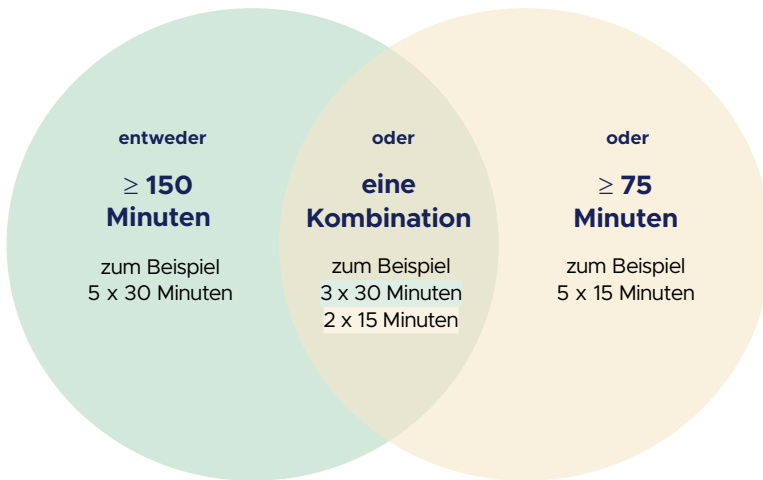 entweder
≥ 150
Minuten
zum Beispiel
5 x 30 Minuten
oder
eine
Kombination
zum Beispiel
3 x 30 Minuten
2 x 15 Minuten
oder
≥ 75
Minuten
zum Beispiel
5 x 15 Minuten